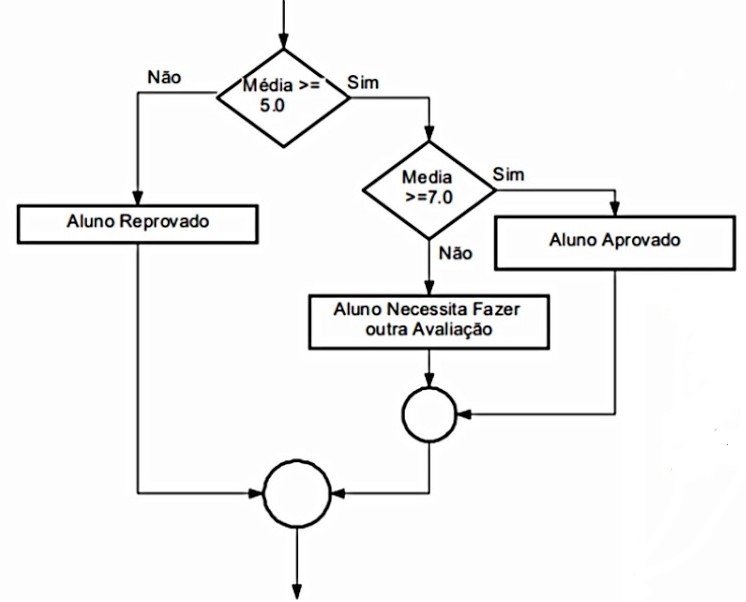 Não
Média >=
5.0
Sim
Media
>=7.0
Sim
Aluno Reprovado
Aluno Aprovado
Não
Aluno Necessita Fazer
outra Avaliação